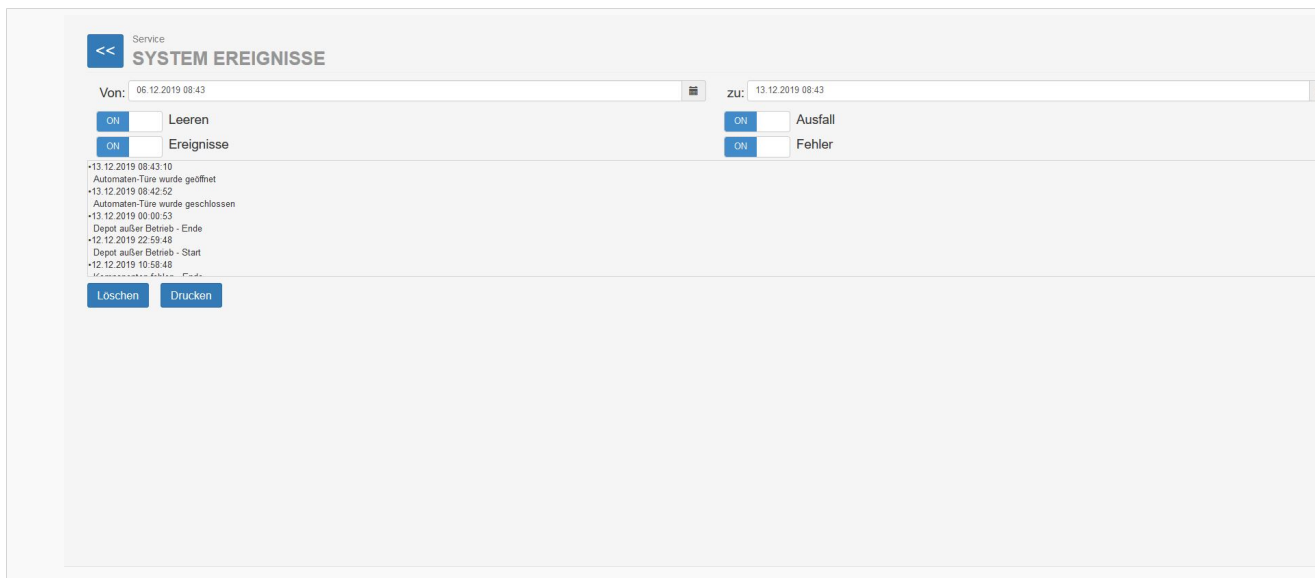 <<
Service
SYSTEM EREIGNISSE
Von: 06.12.2019 08:43
zu: 13.12.2019 08:43
ON Leeren
ON Ausfall
ON Ereignisse
ON Fehler
•13.12.2019 08:43:10
Automaten-Türe wurde geöffnet
•13.12.2019 08:42:52
Automaten-Türe wurde geschlossen
•13.12.2019 00:00:53
Depot außer Betrieb - Ende
•12.12.2019 22:59:48
Depot außer Betrieb - Start
•12.12.2019 10:58:48
Komponenten fehlen - Ende
Löschen Drucken